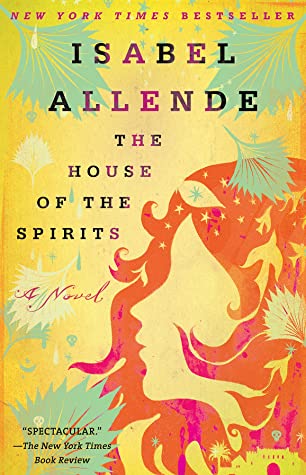 NEW YORK TIMES BESTSELLER
ISABEL
ALLENDE
THE
HOUSE
OF THE
SPIRITS
A Novel
“SPECTACULAR.”
—The New York Times
Book Review